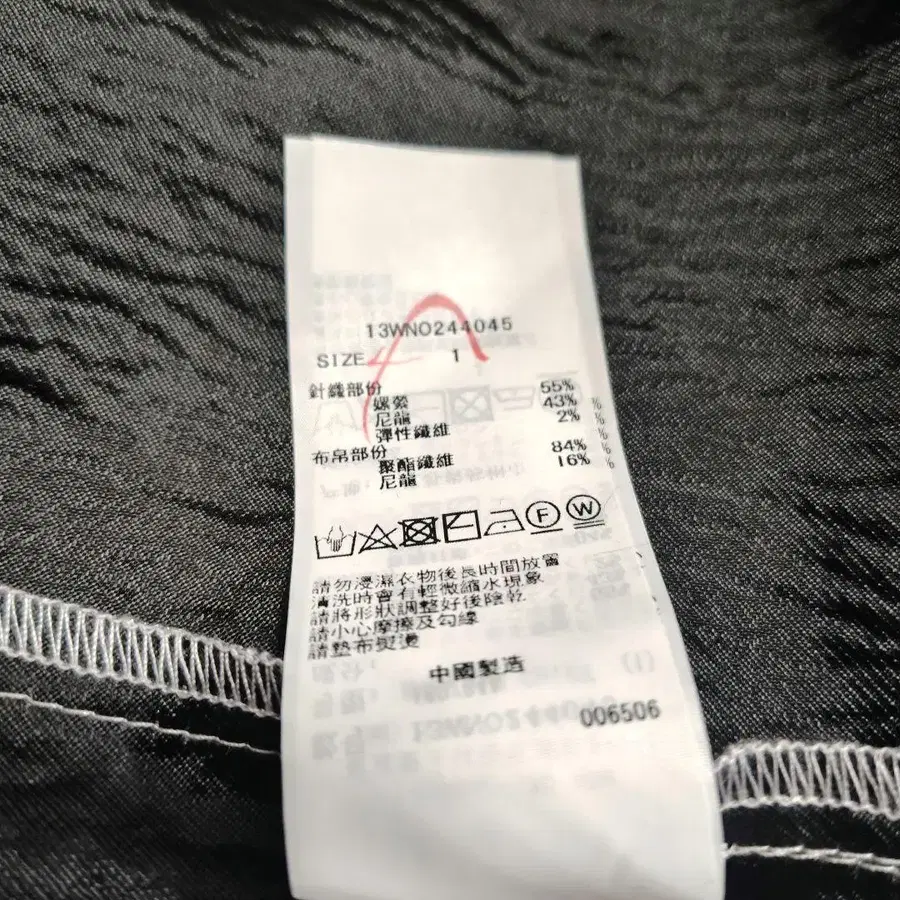 13WNO244045
SIZE 1
針織部份
螺縈 55%
尼龍 43% %
彈性纖維 2% %
布帛部份 %
聚酯纖維 84% %
尼龍 16% %
F W
請勿浸濕衣物後長時間放置
清洗時會有輕微縮水現象
請將形狀調整好後陰乾
請小心摩擦及勾線
請墊布熨燙
中國製造
006506